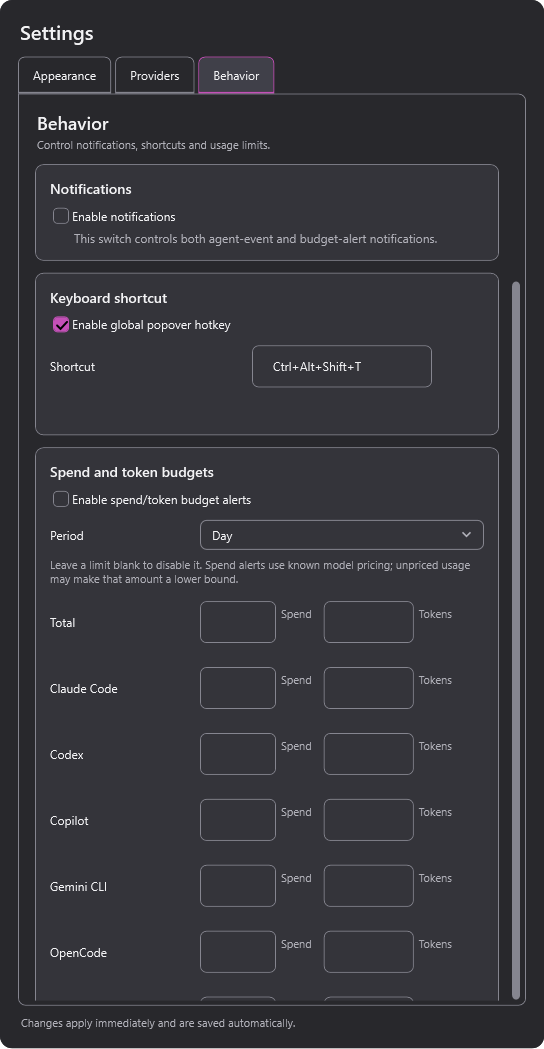 Settings
Appearance
Providers
Behavior
Behavior
Control notifications, shortcuts and usage limits.
Notifications
Enable notifications
This switch controls both agent-event and budget-alert notifications.
Keyboard shortcut
Enable global popover hotkey
Shortcut
Ctrl+Alt+Shift+T
Spend and token budgets
Enable spend/token budget alerts
Period
Day
Leave a limit blank to disable it. Spend alerts use known model pricing; unpriced usage
may make that amount a lower bound.
Total
Spend
Tokens
Claude Code
Spend
Tokens
Codex
Spend
Tokens
Copilot
Spend
Tokens
Gemini CLI
Spend
Tokens
OpenCode
Spend
Tokens
Changes apply immediately and are saved automatically.